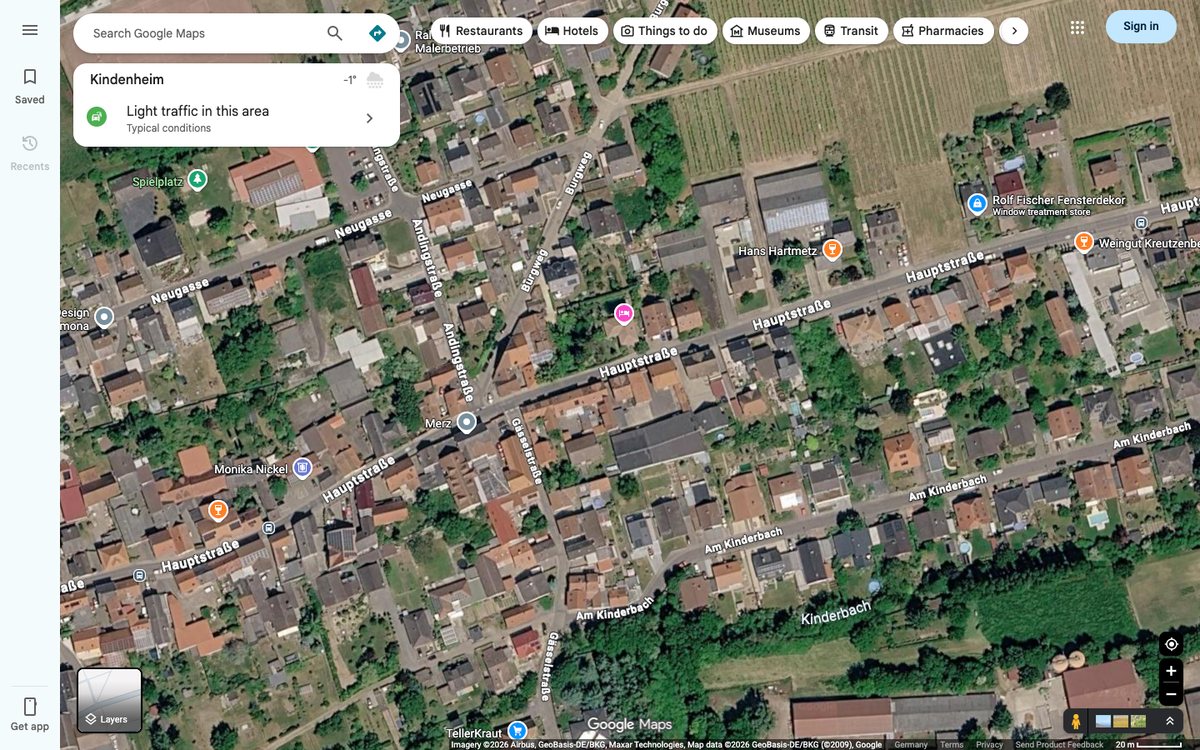 Search Google Maps
Restaurants
Hotels
Things to do
Museums
Transit
Pharmacies
Sign in
Saved
Recents
Get app
Kindenheim
-1°
Light traffic in this area
Typical conditions
Malerbetrieb
Burgweg
Spielplatz
Neugasse
Neugasse
Neugasse
Andingstraße
Andingstraße
Burgweg
Rolf Fischer Fensterdekor
Window treatment store
Hans Hartmetz
Hauptstraße
Hauptstraße
Hauptstraße
Merz
Gässelstraße
Monika Nickel
Hauptstraße
Hauptstraße
Am Kinderbach
Am Kinderbach
Am Kinderbach
Am Kinderbach
Kinderbach
Gässelstraße
TellerKraut
Layers
Google Maps
Imagery ©2026 Airbus, GeoBasis-DE/BKG, Maxar Technologies, Map data ©2026 GeoBasis-DE/BKG (©2009), Google
Germany
Terms
Privacy
Send Product Feedback
20 m